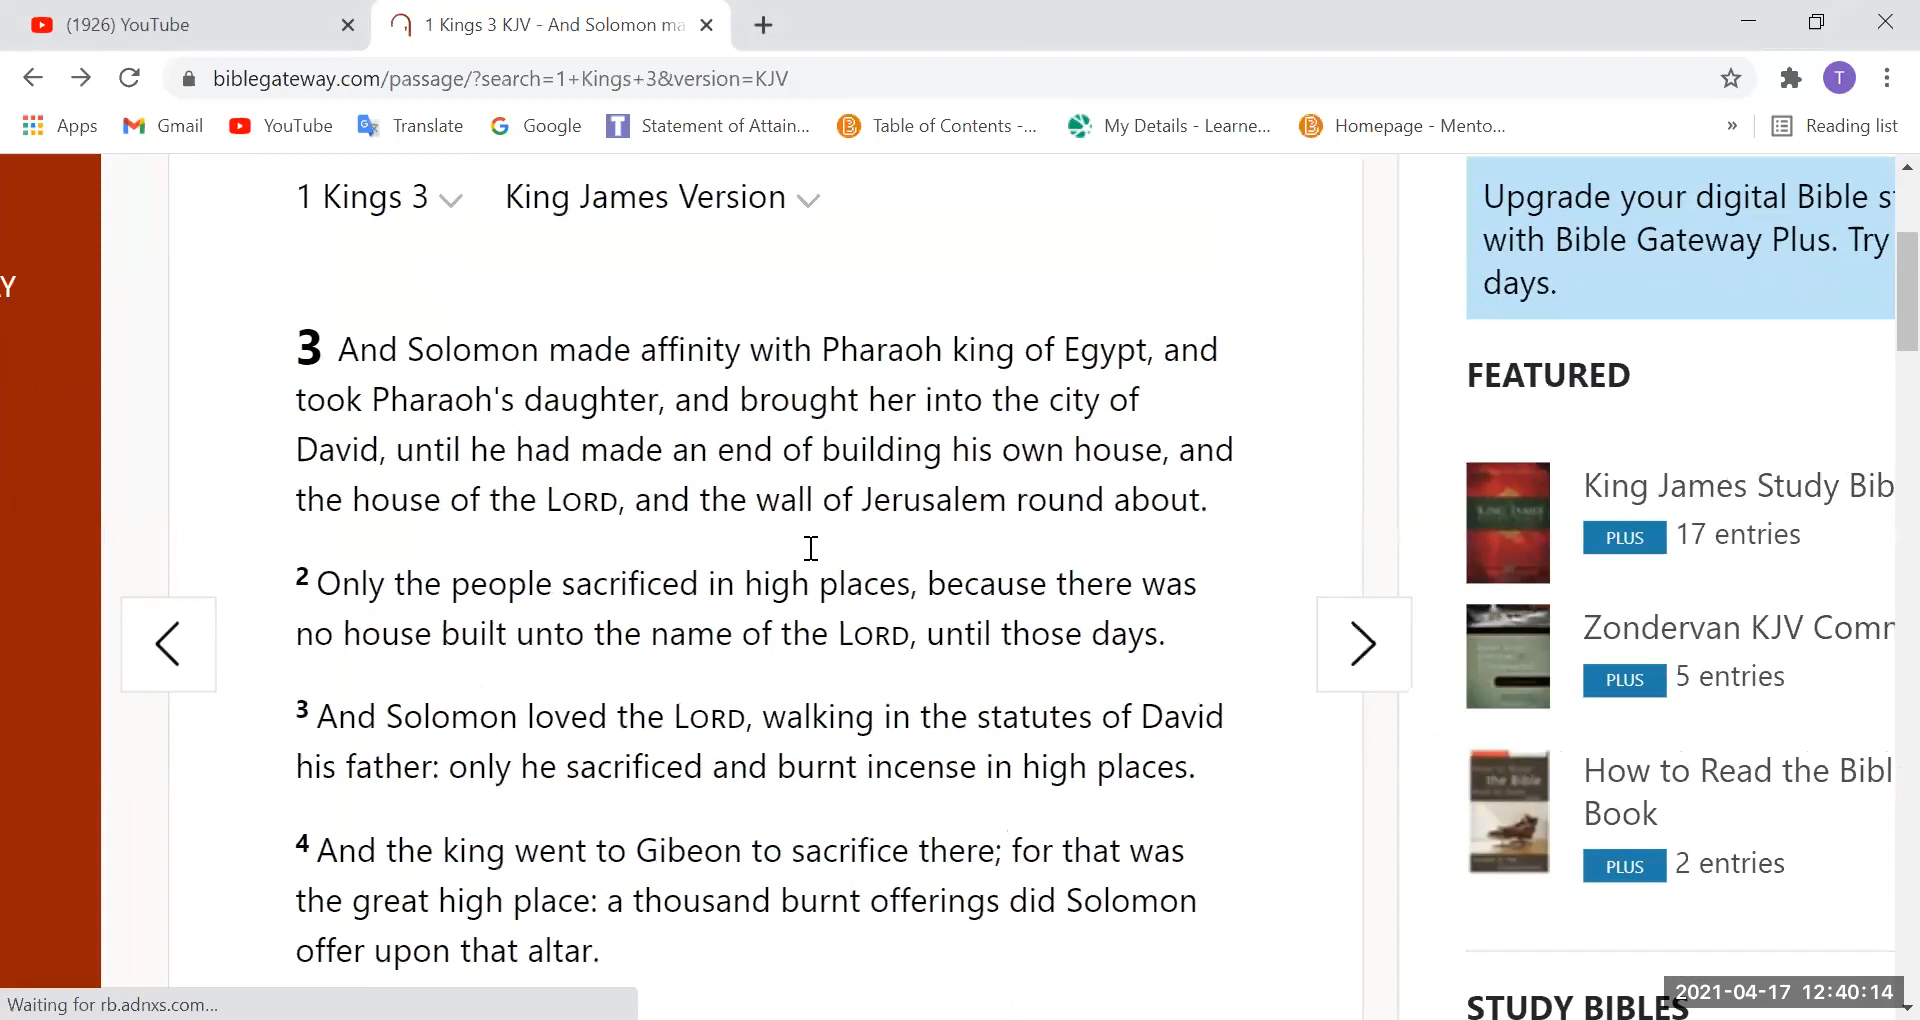 (1926) YouTube
1 Kings 3 KJV - And Solomon ma
biblegateway.com/passage/?search=1+Kings+3&version=KJV
T
Apps
Gmail
YouTube
Translate
Google
Statement of Attain...
Table of Contents -...
My Details - Learne...
Homepage - Mento...
»
Reading list
Y
1 Kings 3
King James Version
3 And Solomon made affinity with Pharaoh king of Egypt, and
took Pharaoh's daughter, and brought her into the city of
David, until he had made an end of building his own house, and
the house of the LORD, and the wall of Jerusalem round about.
2 Only the people sacrificed in high places, because there was
no house built unto the name of the LORD, until those days.
3 And Solomon loved the LORD, walking in the statutes of David
his father: only he sacrificed and burnt incense in high places.
4 And the king went to Gibeon to sacrifice there; for that was
the great high place: a thousand burnt offerings did Solomon
offer upon that altar.
Upgrade your digital Bible s
with Bible Gateway Plus. Try
days.
FEATURED
King James Study Bib
PLUS 17 entries
Zondervan KJV Comm
PLUS 5 entries
How to Read the Bibl
Book
PLUS 2 entries
STUDY BIBLES
2021-04-17 12:40:14
Waiting for rb.adnxs.com...